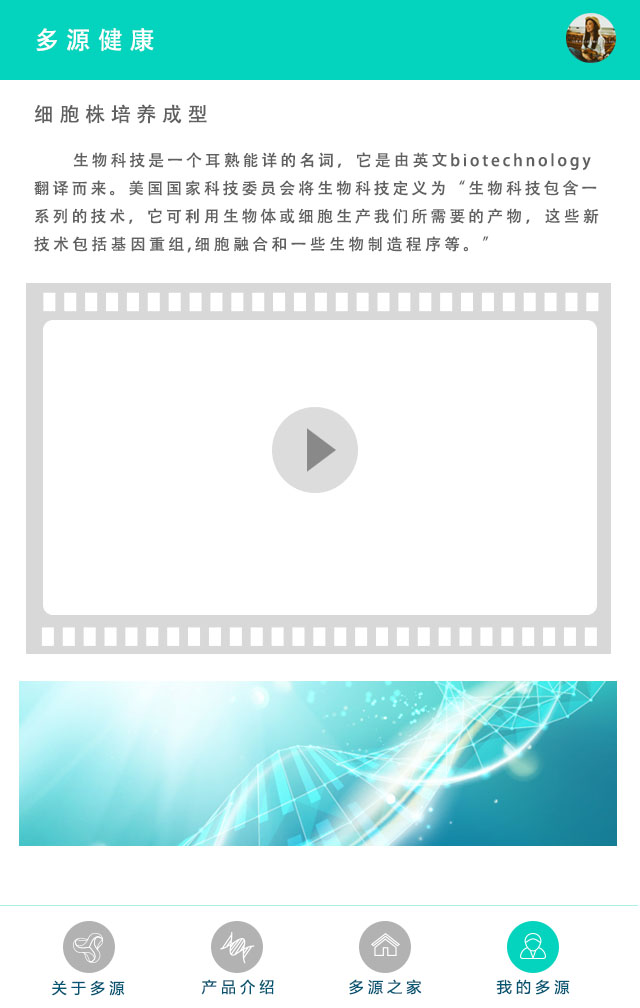 多源健康
细胞株培养成型
生物科技是一个耳熟能详的名词，它是由英文biotechnology
翻译而来。美国国家科技委员会将生物科技定义为“生物科技包含一
系列的技术，它可利用生物体或细胞生产我们所需要的产物，这些新
技术包括基因重组,细胞融合和一些生物制造程序等。”
关于多源
产品介绍
多源之家
我的多源